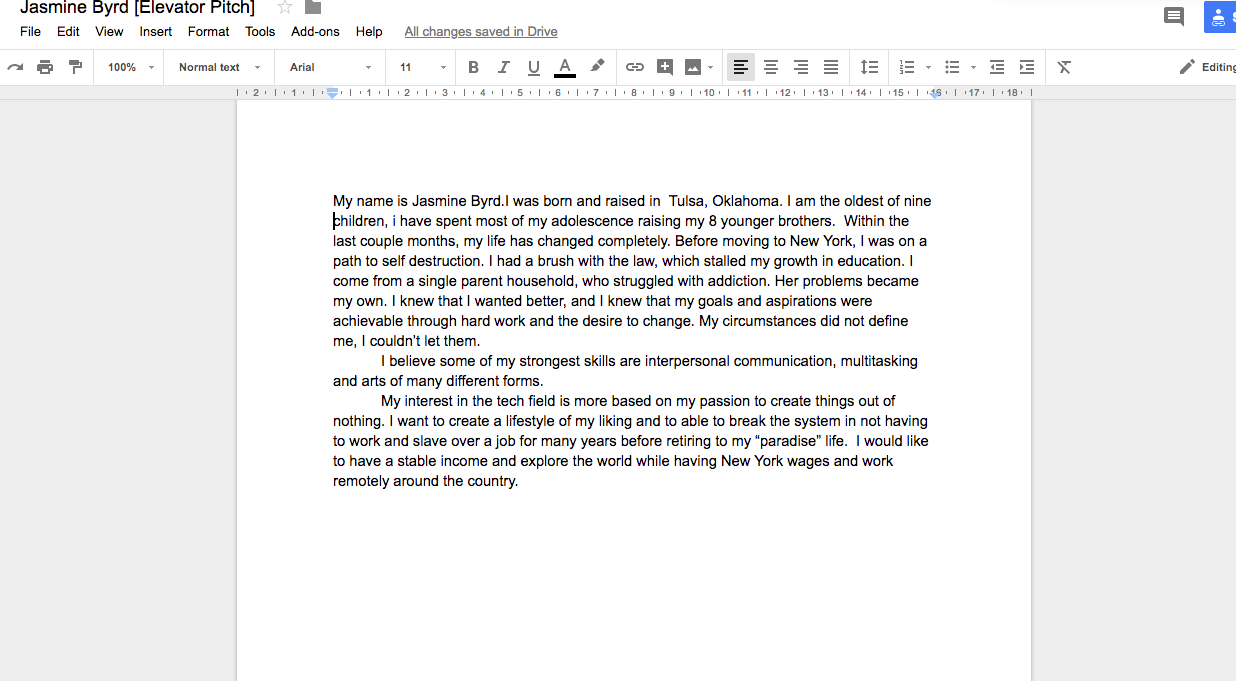 Jasmine Byrd [Elevator Pitch]
File Edit View Insert Format Tools Add-ons Help All changes saved in Drive
100% Normal text Arial 11 B I U A Editing
2 1 1 2 3 4 5 6 7 8 9 10 11 12 13 14 15 16 17 18
My name is Jasmine Byrd.I was born and raised in  Tulsa, Oklahoma. I am the oldest of nine
children, i have spent most of my adolescence raising my 8 younger brothers.  Within the
last couple months, my life has changed completely. Before moving to New York, I was on a
path to self destruction. I had a brush with the law, which stalled my growth in education. I
come from a single parent household, who struggled with addiction. Her problems became
my own. I knew that I wanted better, and I knew that my goals and aspirations were
achievable through hard work and the desire to change. My circumstances did not define
me, I couldn’t let them.
I believe some of my strongest skills are interpersonal communication, multitasking
and arts of many different forms.
My interest in the tech field is more based on my passion to create things out of
nothing. I want to create a lifestyle of my liking and to able to break the system in not having
to work and slave over a job for many years before retiring to my “paradise” life.  I would like
to have a stable income and explore the world while having New York wages and work
remotely around the country.